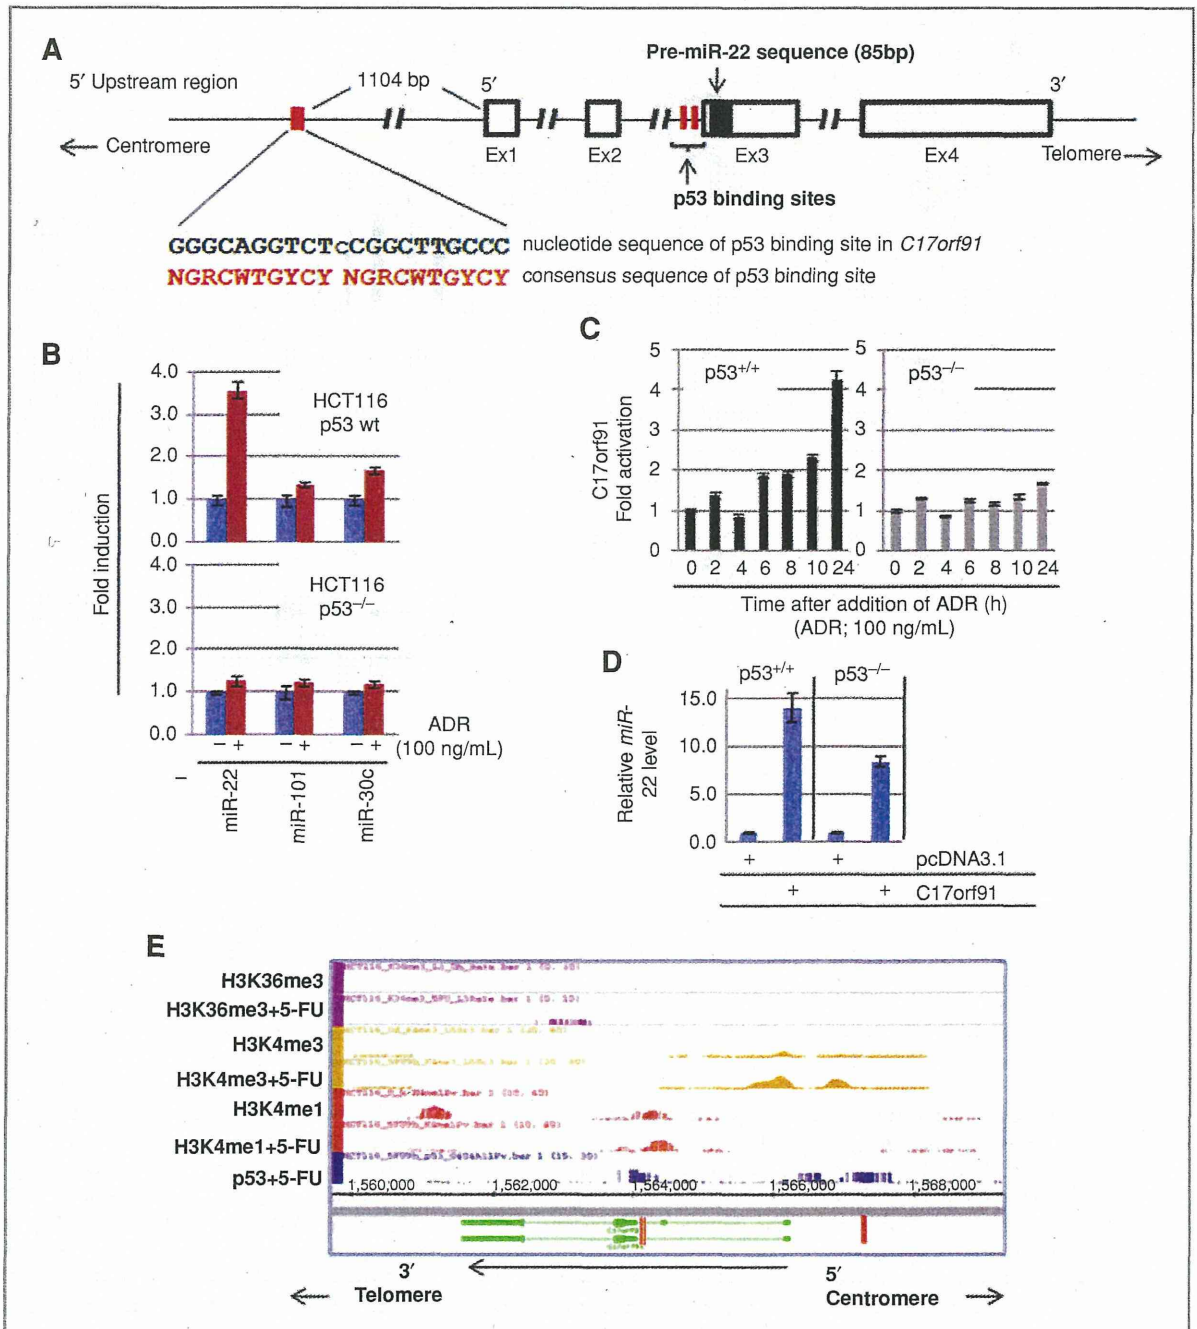 A
Pre-miR-22 sequence (85bp)
5′ Upstream region
1104 bp
5′
3′
Centromere
Ex1
Ex2
Ex3
Ex4
Telomere
p53 binding sites
GGGCAGGTCTcCGGCTTGCCC nucleotide sequence of p53 binding site in C17orf91
NGRCWTGYCY NGRCWTGYCY consensus sequence of p53 binding site
B
Fold induction
4.0
3.0
2.0
1.0
0.0
HCT116
p53 wt
4.0
3.0
2.0
1.0
0.0
HCT116
p53−/−
− + − + − +
ADR
(100 ng/mL)
−
miR-22
miR-101
miR-30c
C
C17orf91
Fold activation
5
4
3
2
1
0
p53+/+
0 2 4 6 8 10 24
5
4
3
2
1
0
p53−/−
0 2 4 6 8 10 24
Time after addition of ADR (h)
(ADR; 100 ng/mL)
D
p53+/+
p53−/−
Relative miR-
22 level
15.0
10.0
5.0
0.0
+ + pcDNA3.1
+ + C17orf91
E
H3K36me3
H3K36me3+5-FU
H3K4me3
H3K4me3+5-FU
H3K4me1
H3K4me1+5-FU
p53+5-FU
1,560,000 1,562,000 1,564,000 1,566,000 1,568,000
3′
5′
Telomere
Centromere